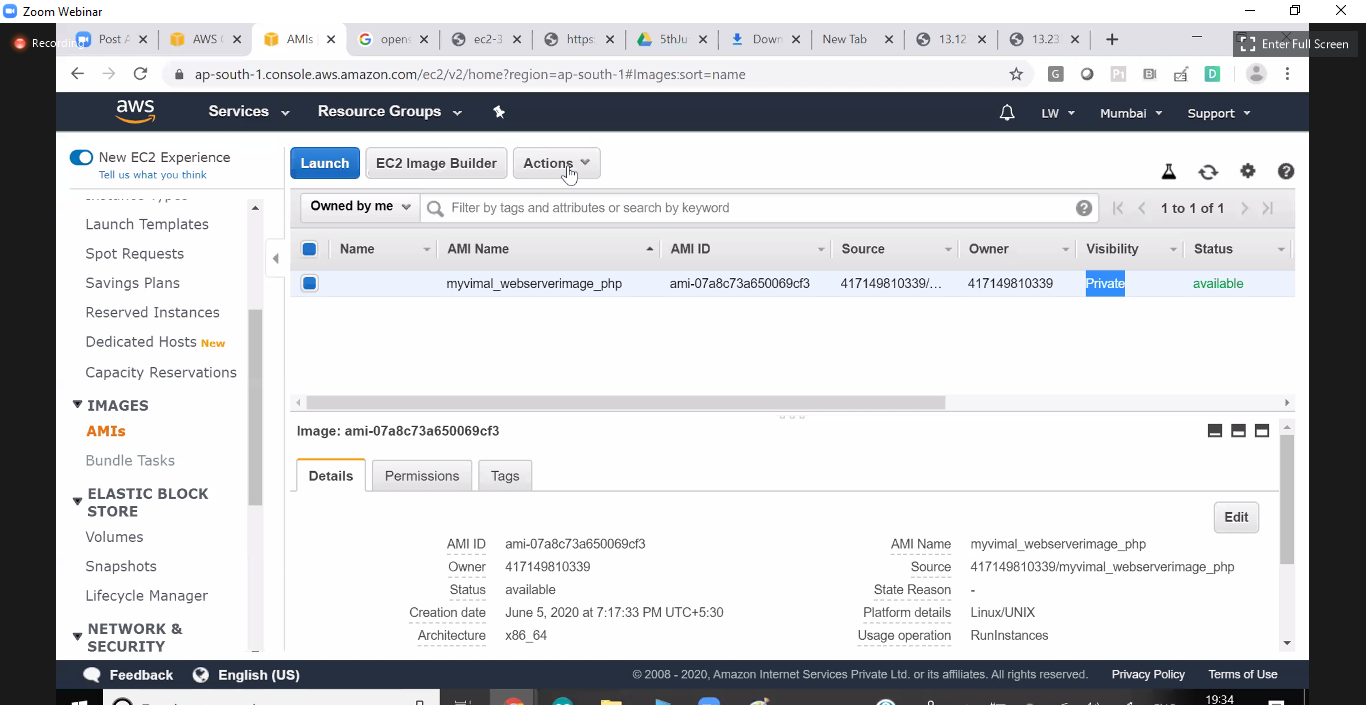 Zoom Webinar
Recording
Post A
AWS C
AMIs
opens
ec2-3
https:
5thJu
Down
New Tab
13.12
13.23
Enter Full Screen
ap-south-1.console.aws.amazon.com/ec2/v2/home?region=ap-south-1#Images:sort=name
aws
Services
Resource Groups
LW
Mumbai
Support
New EC2 Experience
Tell us what you think
Launch
EC2 Image Builder
Actions
Instance Types
Launch Templates
Spot Requests
Savings Plans
Reserved Instances
Dedicated Hosts New
Capacity Reservations
IMAGES
AMIs
Bundle Tasks
ELASTIC BLOCK
STORE
Volumes
Snapshots
Lifecycle Manager
NETWORK &
SECURITY
Owned by me
Filter by tags and attributes or search by keyword
1 to 1 of 1
Name AMI Name AMI ID Source Owner Visibility Status
myvimal_webserverimage_php ami-07a8c73a650069cf3 417149810339/... 417149810339 Private available
Image: ami-07a8c73a650069cf3
Details
Permissions
Tags
Edit
AMI ID ami-07a8c73a650069cf3
Owner 417149810339
Status available
Creation date June 5, 2020 at 7:17:33 PM UTC+5:30
Architecture x86_64
AMI Name myvimal_webserverimage_php
Source 417149810339/myvimal_webserverimage_php
State Reason -
Platform details Linux/UNIX
Usage operation RunInstances
Feedback
English (US)
© 2008 - 2020, Amazon Internet Services Private Ltd. or its affiliates. All rights reserved.
Privacy Policy
Terms of Use
19:34